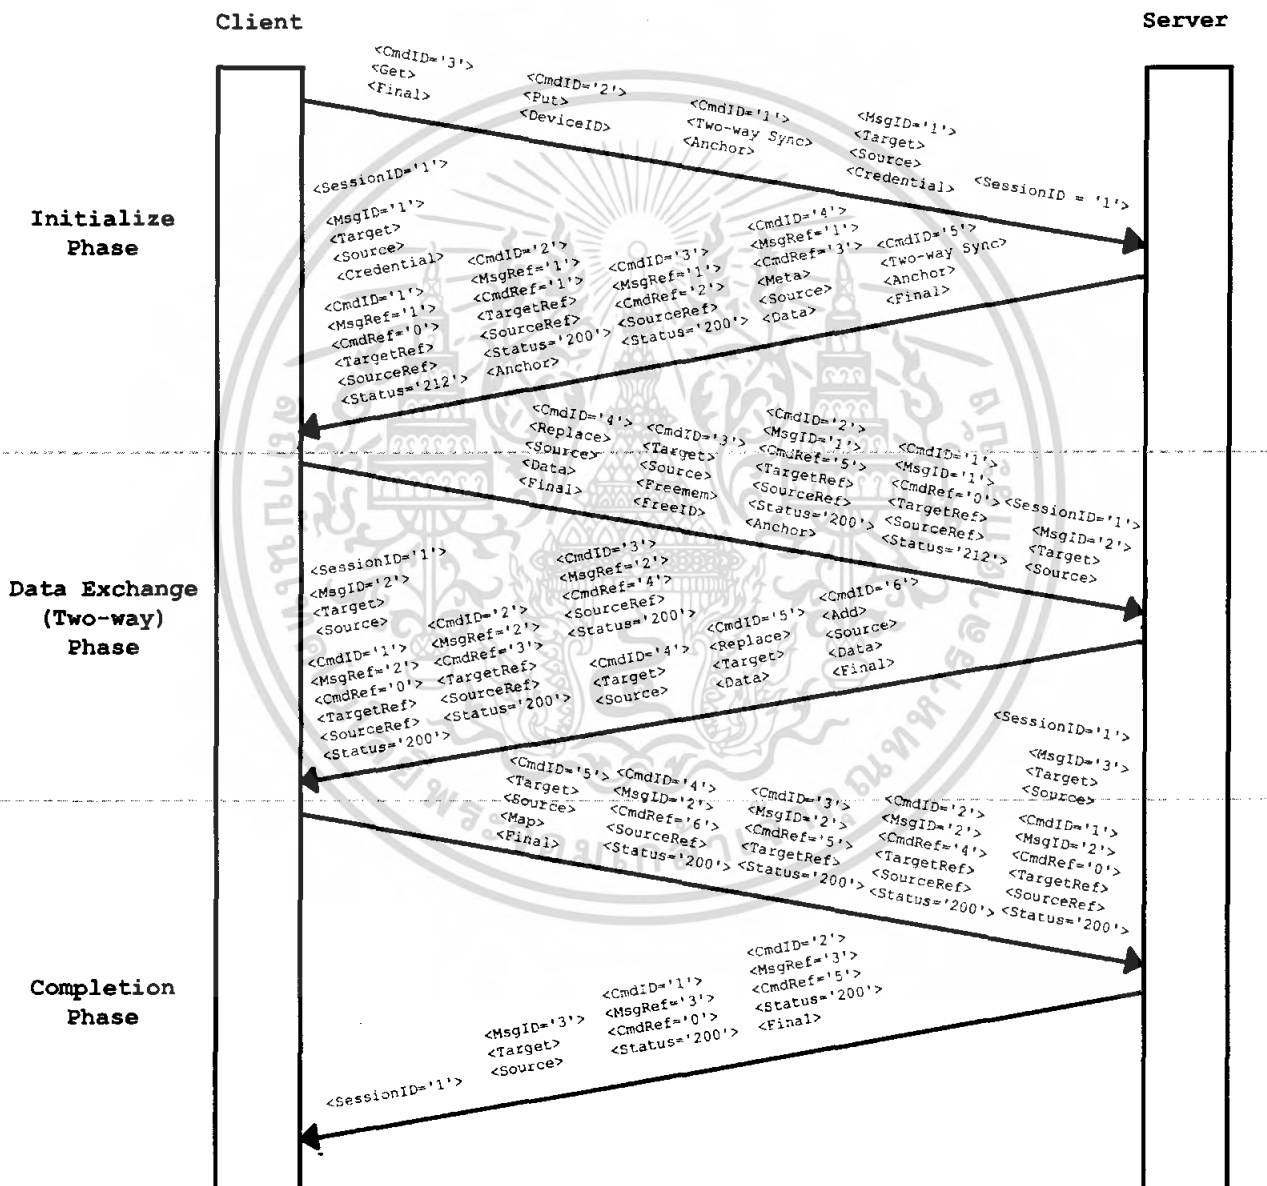 Client
Server
<CmdID='3'>
<Get>
<Final>
<CmdID='2'>
<Put>
<DeviceID>
<CmdID='1'>
<Two-way Sync>
<Anchor>
<MsgID='1'>
<Target>
<Source>
<Credential>
<SessionID = '1'>
Initialize
Phase
<SessionID='1'>
<MsgID='1'>
<Target>
<Source>
<Credential>
<CmdID='1'>
<MsgRef='1'>
<CmdRef='0'>
<TargetRef>
<SourceRef>
<Status='212'>
<CmdID='2'>
<MsgRef='1'>
<CmdRef='1'>
<TargetRef>
<SourceRef>
<Status='200'>
<Anchor>
<CmdID='3'>
<MsgRef='1'>
<CmdRef='2'>
<SourceRef>
<Status='200'>
<CmdID='4'>
<MsgRef='1'>
<CmdRef='3'>
<Meta>
<Source>
<Data>
<CmdID='5'>
<Two-way Sync>
<Anchor>
<Final>
<CmdID='4'>
<Replace>
<Source>
<Data>
<Final>
<CmdID='3'>
<Target>
<Source>
<Freemem>
<FreeID>
<CmdID='2'>
<MsgID='1'>
<CmdRef='5'>
<TargetRef>
<SourceRef>
<Status='200'>
<Anchor>
<CmdID='1'>
<MsgID='1'>
<CmdRef='0'>
<TargetRef>
<SourceRef>
<Status='212'>
<SessionID='1'>
<MsgID='2'>
<Target>
<Source>
Data Exchange
(Two-way)
Phase
<SessionID='1'>
<MsgID='2'>
<Target>
<Source>
<CmdID='1'>
<MsgRef='2'>
<CmdRef='0'>
<TargetRef>
<SourceRef>
<Status='200'>
<CmdID='2'>
<MsgRef='2'>
<CmdRef='3'>
<TargetRef>
<SourceRef>
<Status='200'>
<CmdID='3'>
<MsgRef='2'>
<CmdRef='4'>
<SourceRef>
<Status='200'>
<CmdID='4'>
<Target>
<Source>
<CmdID='5'>
<Replace>
<Target>
<Data>
<CmdID='6'>
<Add>
<Source>
<Data>
<Final>
<CmdID='5'>
<Target>
<Source>
<Map>
<Final>
<CmdID='4'>
<MsgID='2'>
<CmdRef='6'>
<SourceRef>
<Status='200'>
<CmdID='3'>
<MsgID='2'>
<CmdRef='5'>
<TargetRef>
<Status='200'>
<CmdID='2'>
<MsgID='2'>
<CmdRef='4'>
<TargetRef>
<SourceRef>
<Status='200'>
<SessionID='1'>
<MsgID='3'>
<Target>
<Source>
<CmdID='1'>
<MsgID='2'>
<CmdRef='0'>
<TargetRef>
<SourceRef>
<Status='200'>
Completion
Phase
<SessionID='1'>
<MsgID='3'>
<Target>
<Source>
<CmdID='1'>
<MsgRef='3'>
<CmdRef='0'>
<Status='200'>
<CmdID='2'>
<MsgRef='3'>
<CmdRef='5'>
<Status='200'>
<Final>